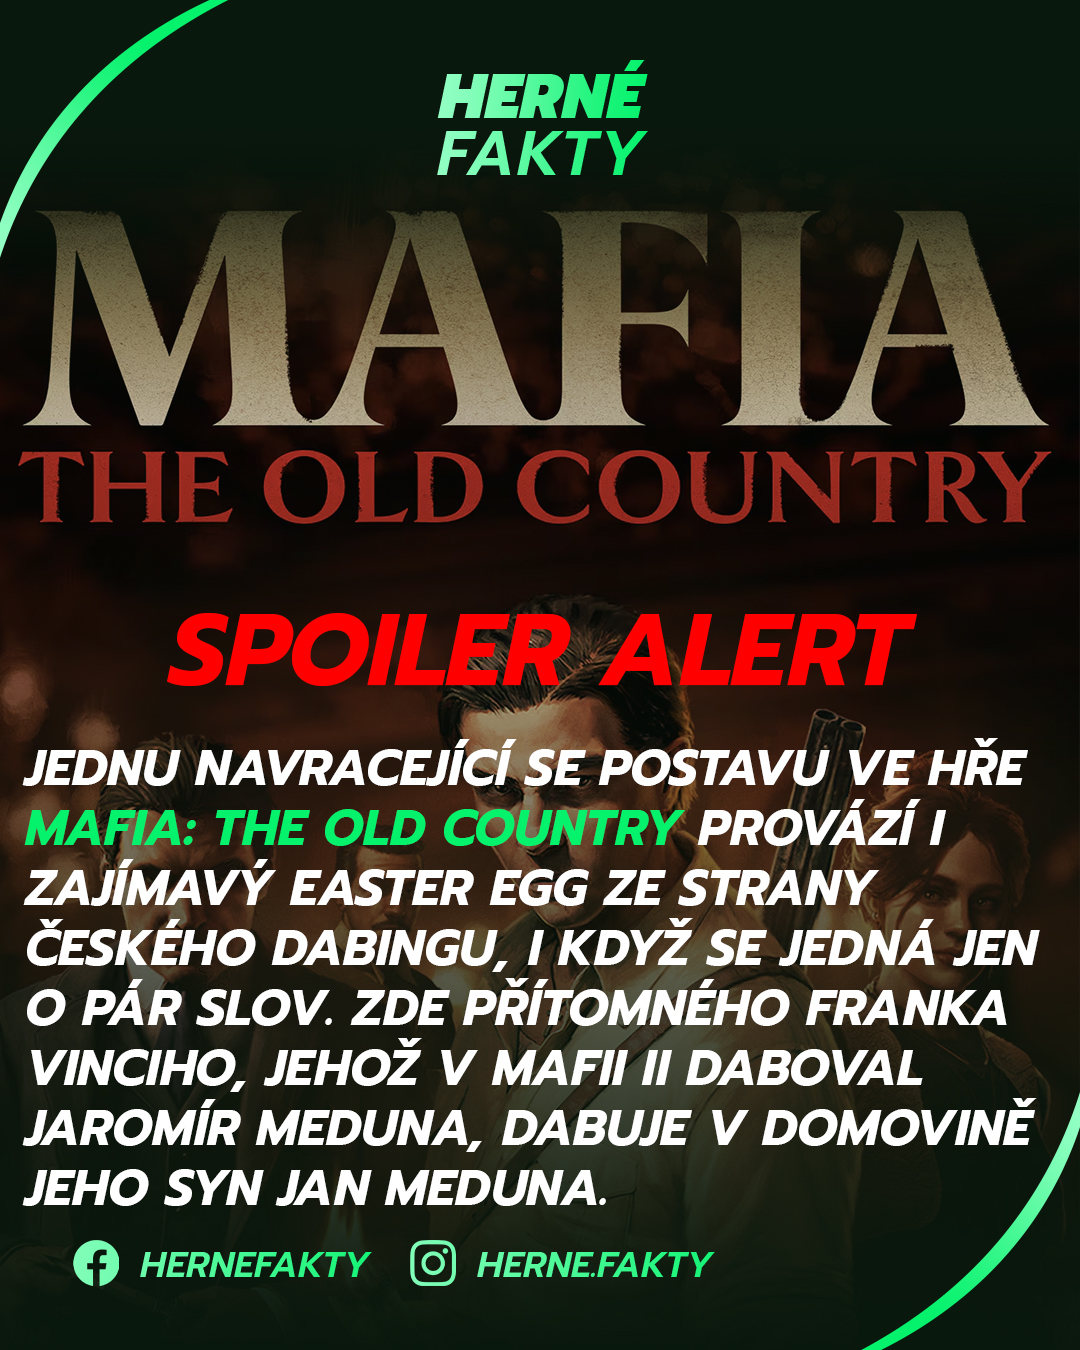 HERNÉ
FAKTY
MAFIA
THE OLD COUNTRY
SPOILER ALERT
JEDNU NAVRACEJÍCÍ SE POSTAVU VE HŘE
MAFIA: THE OLD COUNTRY PROVÁZÍ I
ZAJÍMAVÝ EASTER EGG ZE STRANY
ČESKÉHO DABINGU, I KDYŽ SE JEDNÁ JEN
O PÁR SLOV. ZDE PŘÍTOMNÉHO FRANKA
VINCIHO, JEHOŽ V MAFII II DABOVAL
JAROMÍR MEDUNA, DABUJE V DOMOVINĚ
JEHO SYN JAN MEDUNA.
HERNEFAKTY HERNE.FAKTY